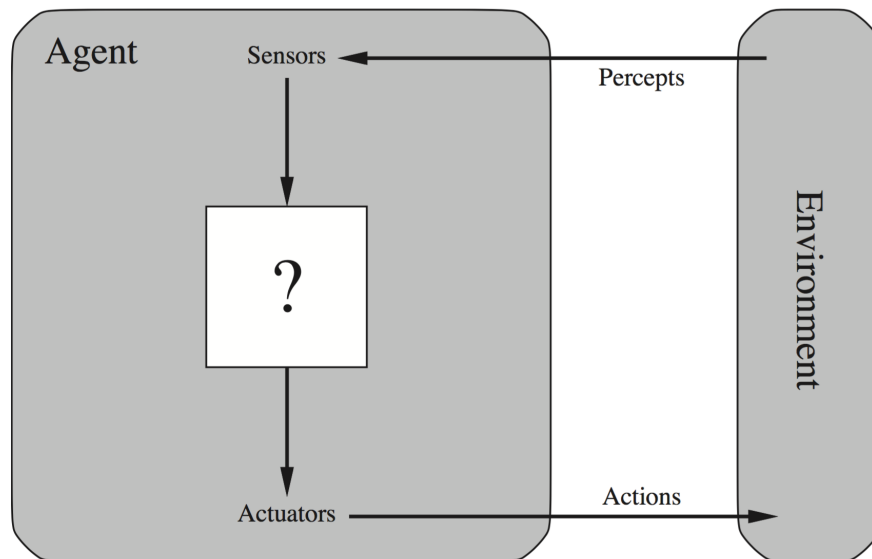 Agent
Sensors
Percepts
?
Environment
Actuators
Actions